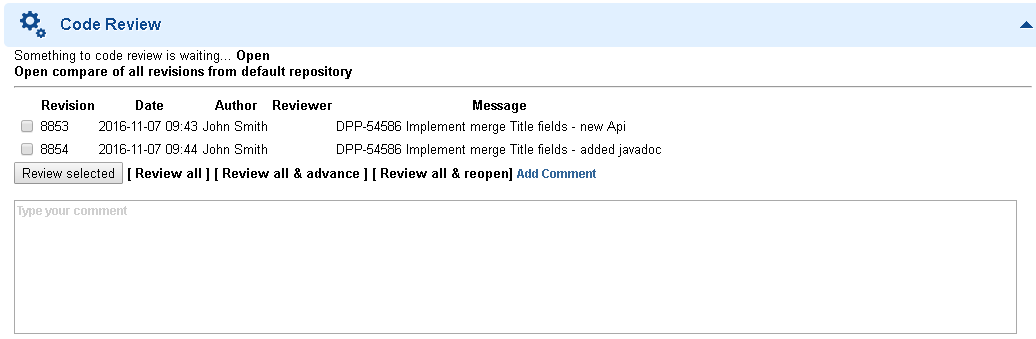 Code Review
Something to code review is waiting... Open
Open compare of all revisions from default repository
Revision Date Author Reviewer Message
8853 2016-11-07 09:43 John Smith DPP-54586 Implement merge Title fields - new Api
8854 2016-11-07 09:44 John Smith DPP-54586 Implement merge Title fields - added javadoc
Review selected [ Review all ] [ Review all & advance ] [ Review all & reopen] Add Comment
Type your comment